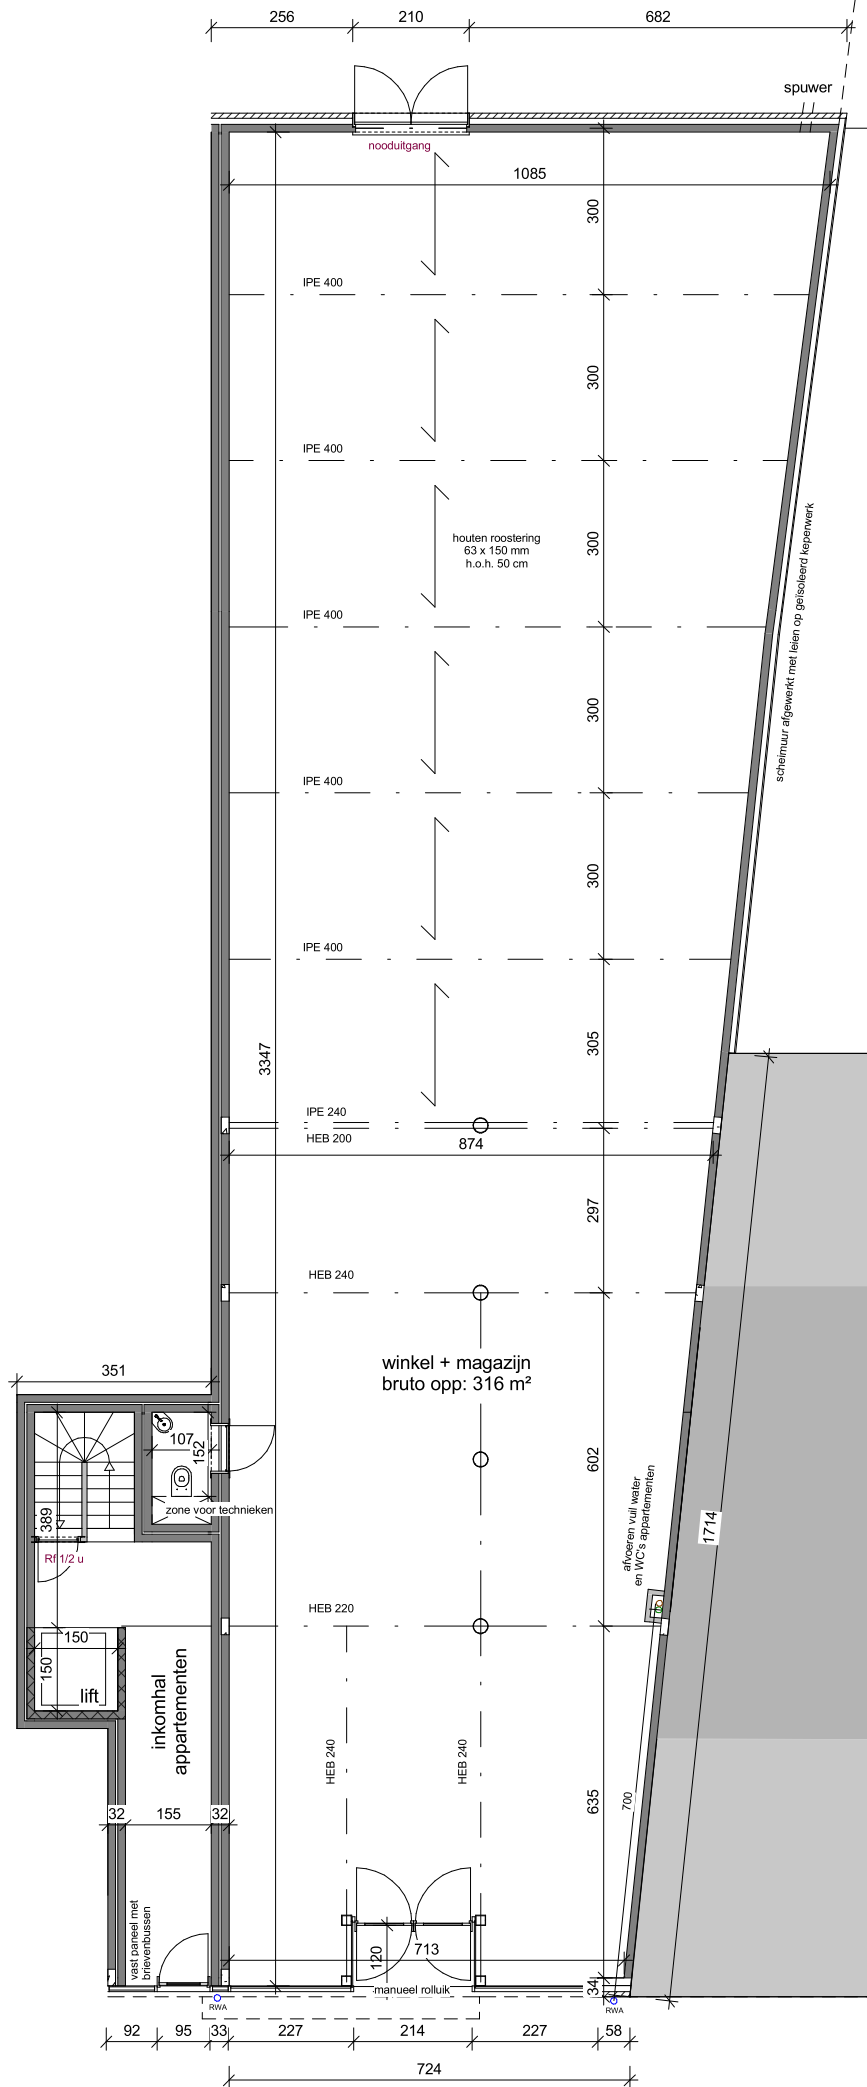 256
210
682
spuwer
nooduitgang
1085
300
IPE 400
300
IPE 400
houten roostering
63 x 150 mm
h.o.h. 50 cm
300
scheimuur afgewerkt met leien op geïsoleerd keperwerk
IPE 400
300
IPE 400
300
IPE 400
305
3347
IPE 240
HEB 200
874
297
HEB 240
winkel + magazijn
bruto opp: 316 m²
351
107
152
602
zone voor technieken
389
Rf 1/2 u
afvoeren vuil water
en WC's appartementen
1714
HEB 220
150
150
lift
inkomhal
appartementen
HEB 240
HEB 240
635
700
32
155
32
vast paneel met
brievenbussen
120
713
manueel rolluik
34
RWA
RWA
92
95
33
227
214
227
58
724